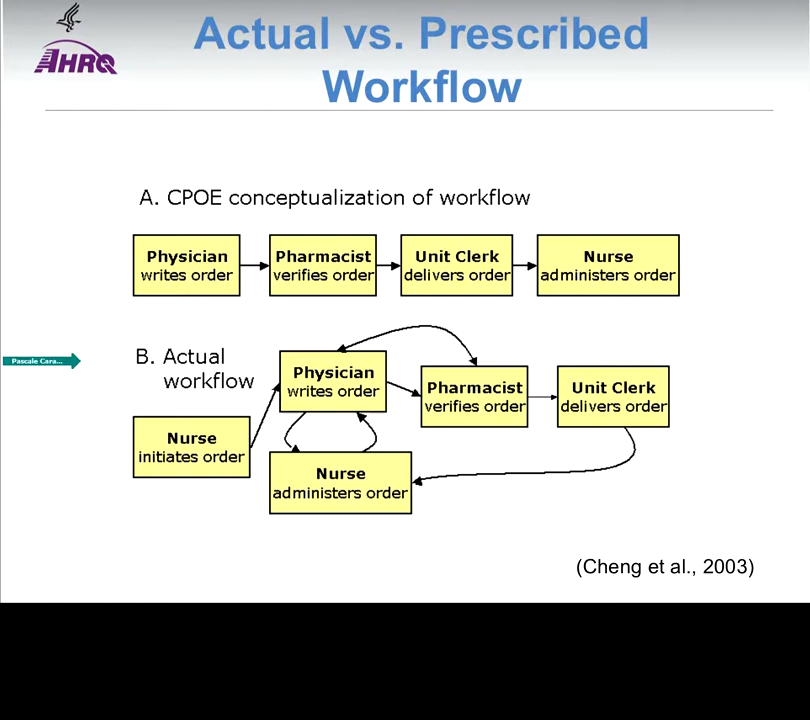 AHRQ
Actual vs. Prescribed
Workflow
A. CPOE conceptualization of workflow
Physician
writes order
Pharmacist
verifies order
Unit Clerk
delivers order
Nurse
administers order
Pascale Cara...
B. Actual
workflow
Physician
writes order
Pharmacist
verifies order
Unit Clerk
delivers order
Nurse
initiates order
Nurse
administers order
(Cheng et al., 2003)